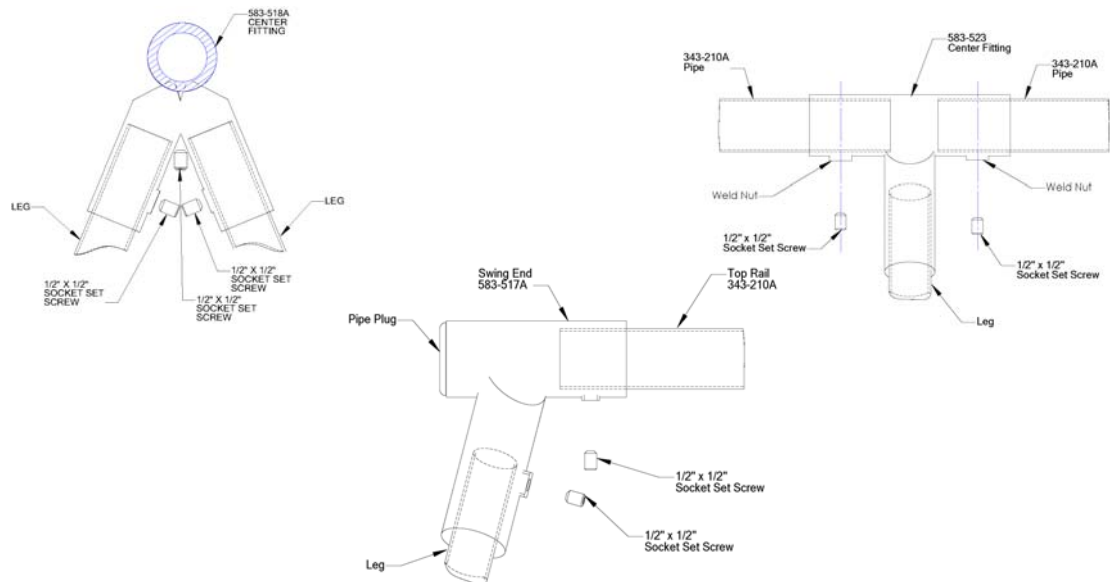 583-518A
CENTER
FITTING
LEG
LEG
1/2" X 1/2"
SOCKET SET
SCREW
1/2" X 1/2"
SOCKET SET
SCREW
1/2" X 1/2"
SOCKET SET
SCREW
583-523
Center Fitting
343-210A
Pipe
343-210A
Pipe
Weld Nut
Weld Nut
1/2" x 1/2"
Socket Set Screw
1/2" x 1/2"
Socket Set Screw
Leg
Swing End
583-517A
Top Rail
343-210A
Pipe Plug
1/2" x 1/2"
Socket Set Screw
1/2" x 1/2"
Socket Set Screw
Leg